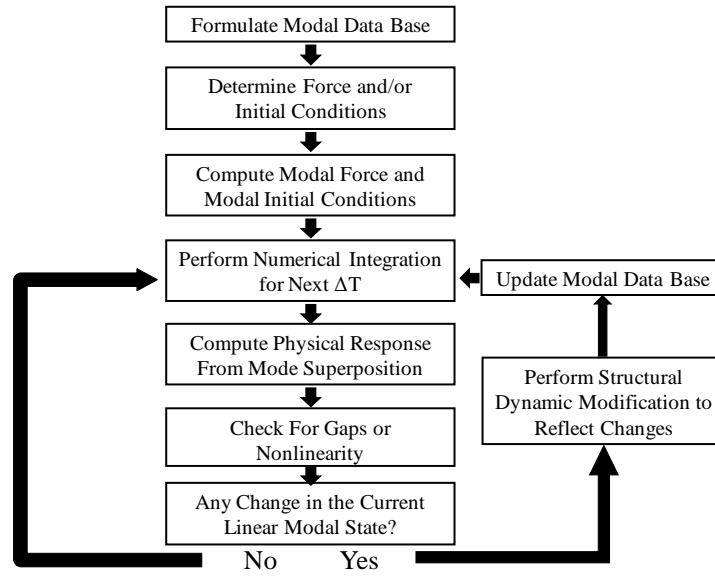 Formulate Modal Data Base
Determine Force and/or
Initial Conditions
Compute Modal Force and
Modal Initial Conditions
Perform Numerical Integration
for Next ΔT
Update Modal Data Base
Compute Physical Response
From Mode Superposition
Perform Structural
Dynamic Modification to
Reflect Changes
Check For Gaps or
Nonlinearity
Any Change in the Current
Linear Modal State?
No Yes